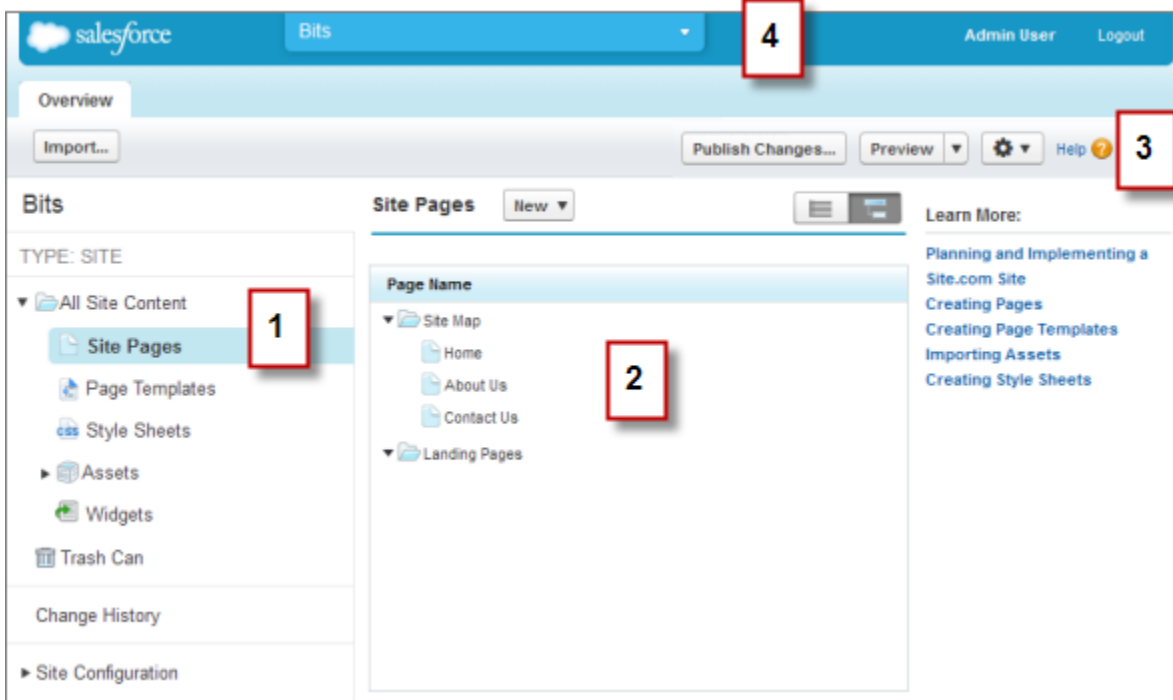 salesforce
Bits
4
Admin User
Logout
Overview
Import...
Publish Changes...
Preview
Help ?
3
Bits
TYPE: SITE
All Site Content
1
Site Pages
Page Templates
css Style Sheets
Assets
Widgets
Trash Can
Change History
Site Configuration
Site Pages
New
Page Name
Site Map
Home
About Us
Contact Us
Landing Pages
2
Learn More:
Planning and Implementing a
Site.com Site
Creating Pages
Creating Page Templates
Importing Assets
Creating Style Sheets